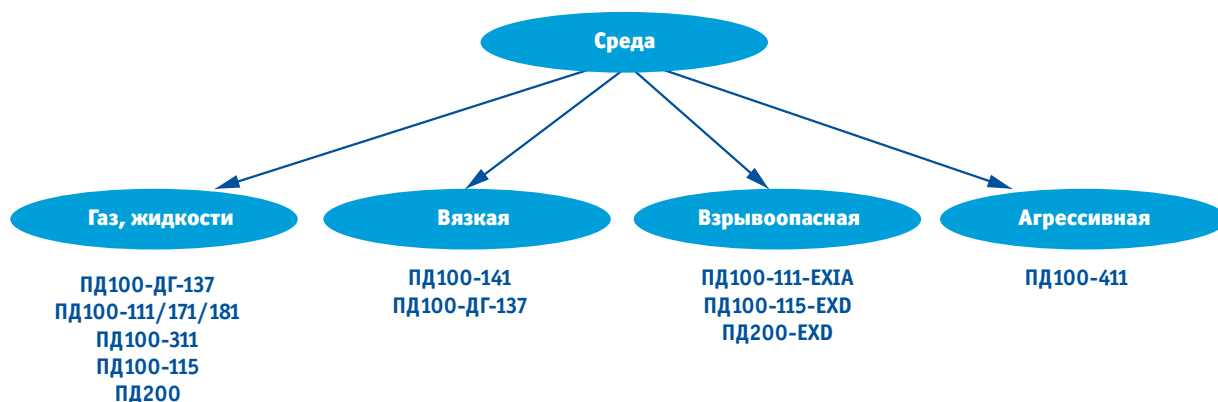 Среда
Газ, жидкости
Вязкая
Взрывоопасная
Агрессивная
ПД100-ДГ-137
ПД100-111/171/181
ПД100-311
ПД100-115
ПД200
ПД100-141
ПД100-ДГ-137
ПД100-111-EXIA
ПД100-115-EXD
ПД200-EXD
ПД100-411